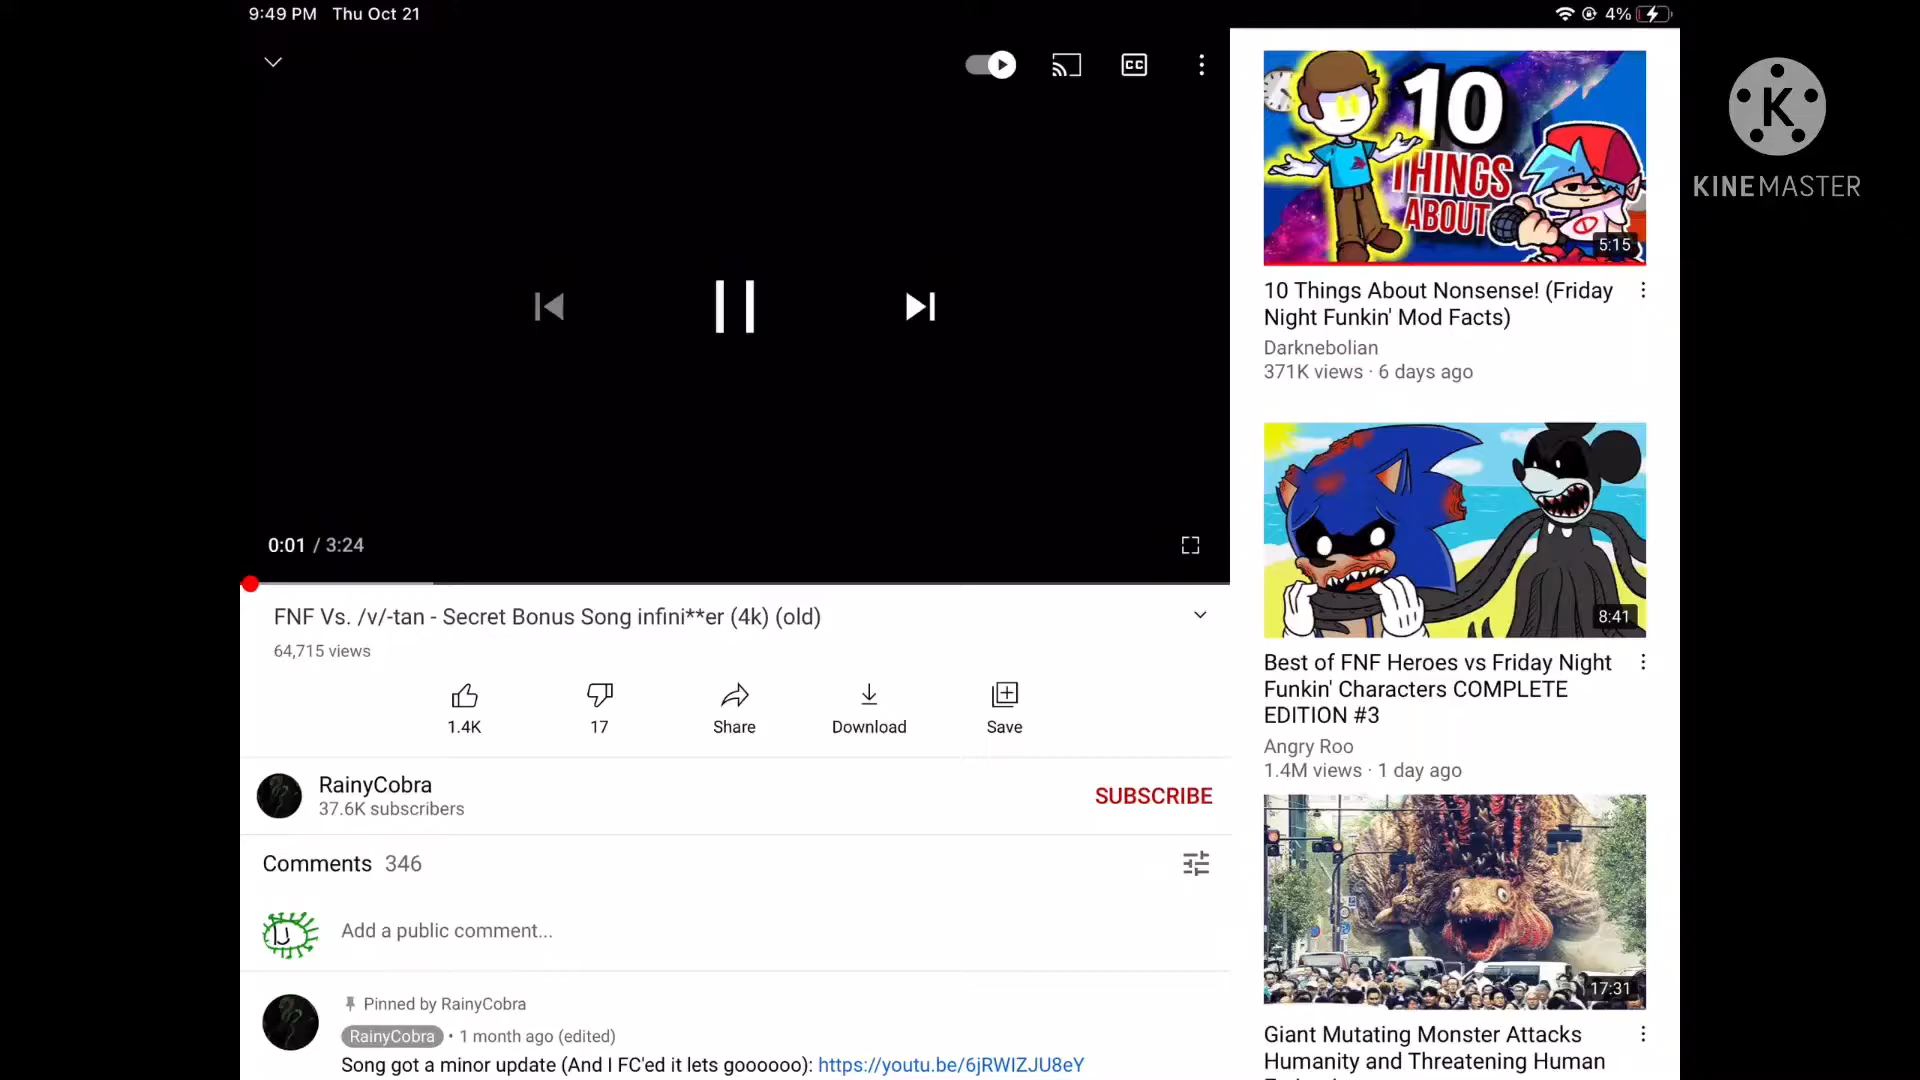 9:49 PM Thu Oct 21
4%
CC
0:01 / 3:24
FNF Vs. /v/-tan - Secret Bonus Song infini**er (4k) (old)
64,715 views
1.4K
17
Share
Download
Save
RainyCobra
37.6K subscribers
SUBSCRIBE
Comments 346
Add a public comment...
Pinned by RainyCobra
RainyCobra • 1 month ago (edited)
Song got a minor update (And I FC'ed it lets goooooo): https://youtu.be/6jRWIZJU8eY
10
THINGS
ABOUT
5:15
10 Things About Nonsense! (Friday
Night Funkin' Mod Facts)
Darknebolian
371K views · 6 days ago
8:41
Best of FNF Heroes vs Friday Night
Funkin' Characters COMPLETE
EDITION #3
Angry Roo
1.4M views · 1 day ago
17:31
Giant Mutating Monster Attacks
Humanity and Threatening Human
K
KINEMASTER